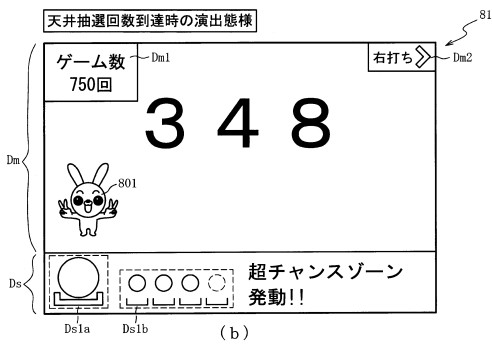 天井抽選回数到達時の演出態様
81
ゲーム数
750回
Dm1
右打ち
Dm2
3 4 8
Dm
801
Ds
超チャンスゾーン
発動!!
Ds1a
Ds1b
(b)